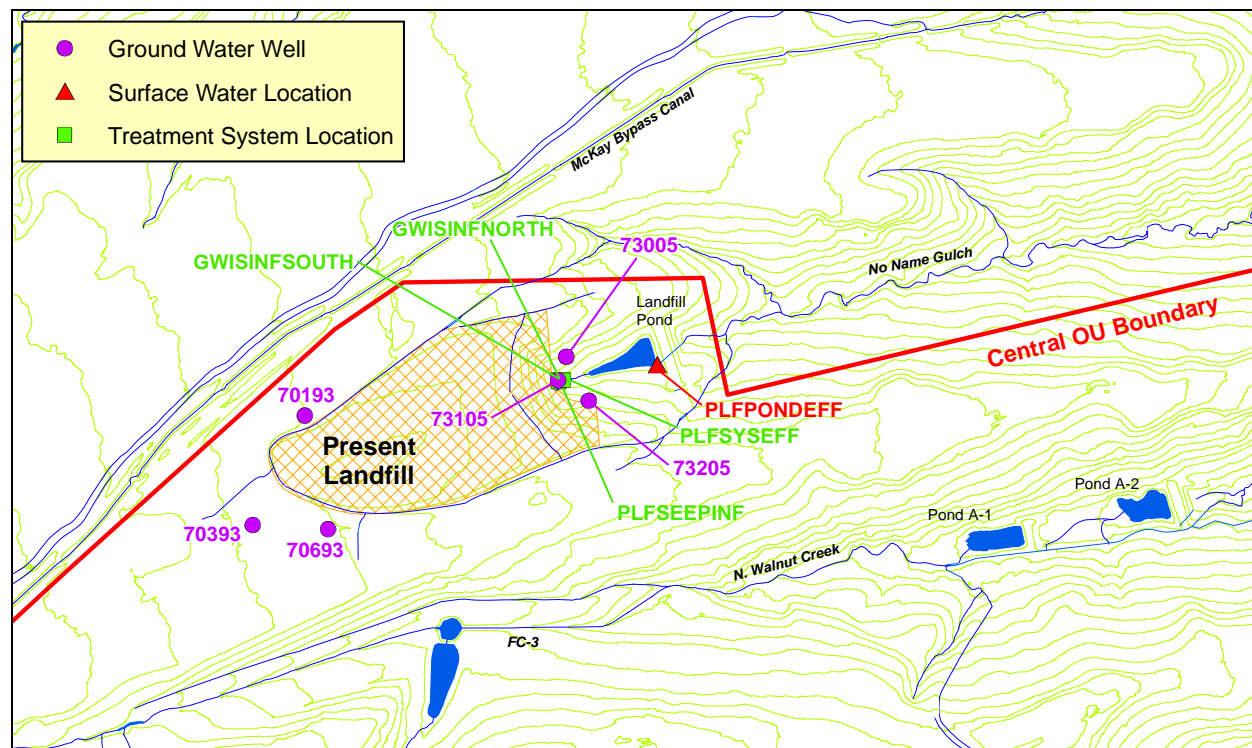 Ground Water Well
Surface Water Location
Treatment System Location
McKay Bypass Canal
GWISINFNORTH
73005
GWISINFSOUTH
No Name Gulch
Landfill
Pond
Central OU Boundary
70193
73105
PLFPONDEFF
PLFSYSEFF
Present
Landfill
73205
PLFSEEPINF
Pond A-2
Pond A-1
70393
70693
N. Walnut Creek
FC-3